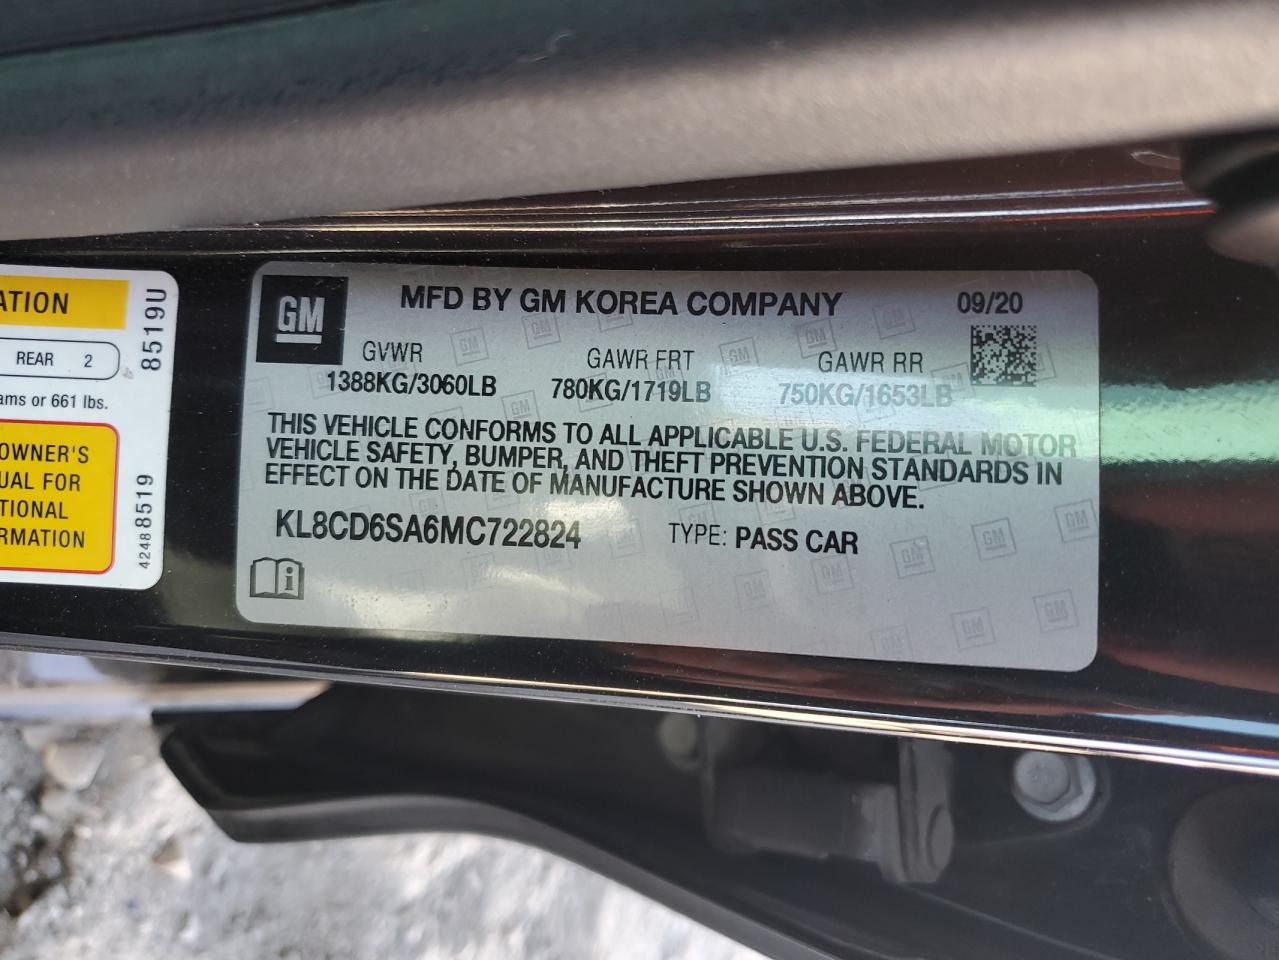 ATION
REAR 2
ams or 661 lbs.
OWNER'S
UAL FOR
TIONAL
RMATION
8519U
42488519
GM
MFD BY GM KOREA COMPANY 09/20
GVWR GAWR FRT GAWR RR
1388KG/3060LB 780KG/1719LB 750KG/1653LB
THIS VEHICLE CONFORMS TO ALL APPLICABLE U.S. FEDERAL MOTOR
VEHICLE SAFETY, BUMPER, AND THEFT PREVENTION STANDARDS IN
EFFECT ON THE DATE OF MANUFACTURE SHOWN ABOVE.
KL8CD6SA6MC722824 TYPE: PASS CAR